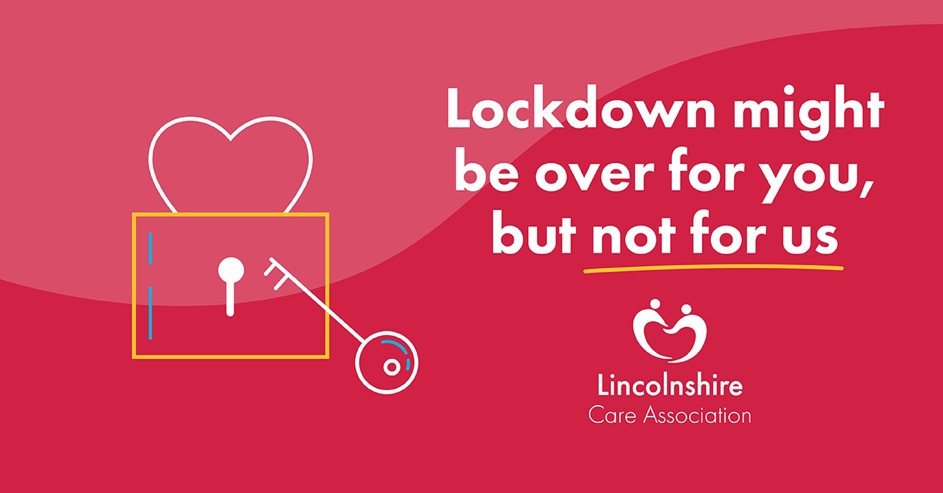 Lockdown might
be over for you,
but not for us
Lincolnshire
Care Association